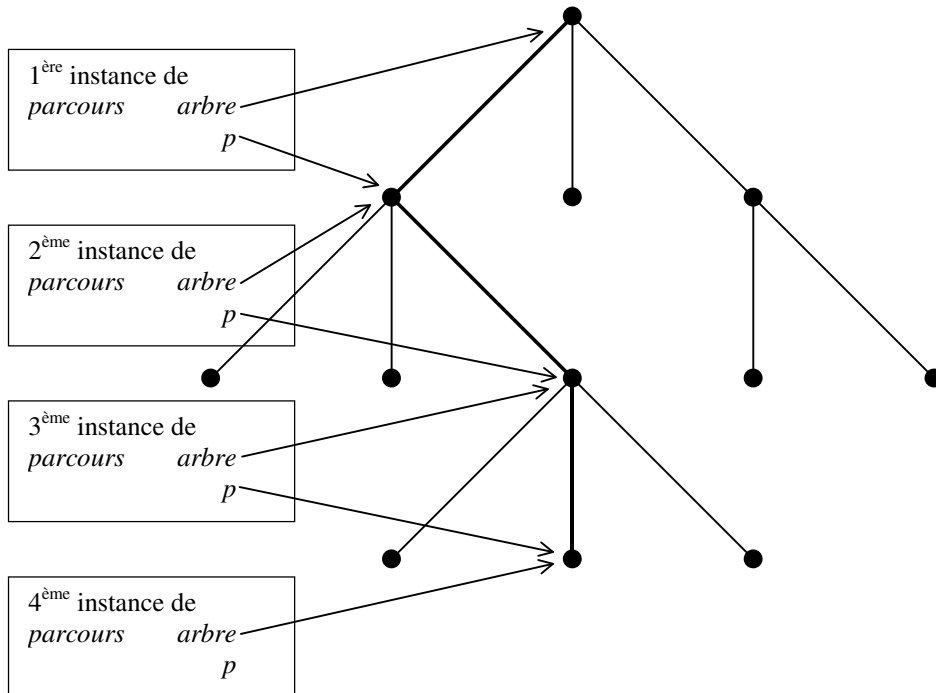 1ère instance de
parcours arbre
p
2ème instance de
parcours arbre
p
3ème instance de
parcours arbre
p
4ème instance de
parcours arbre
p